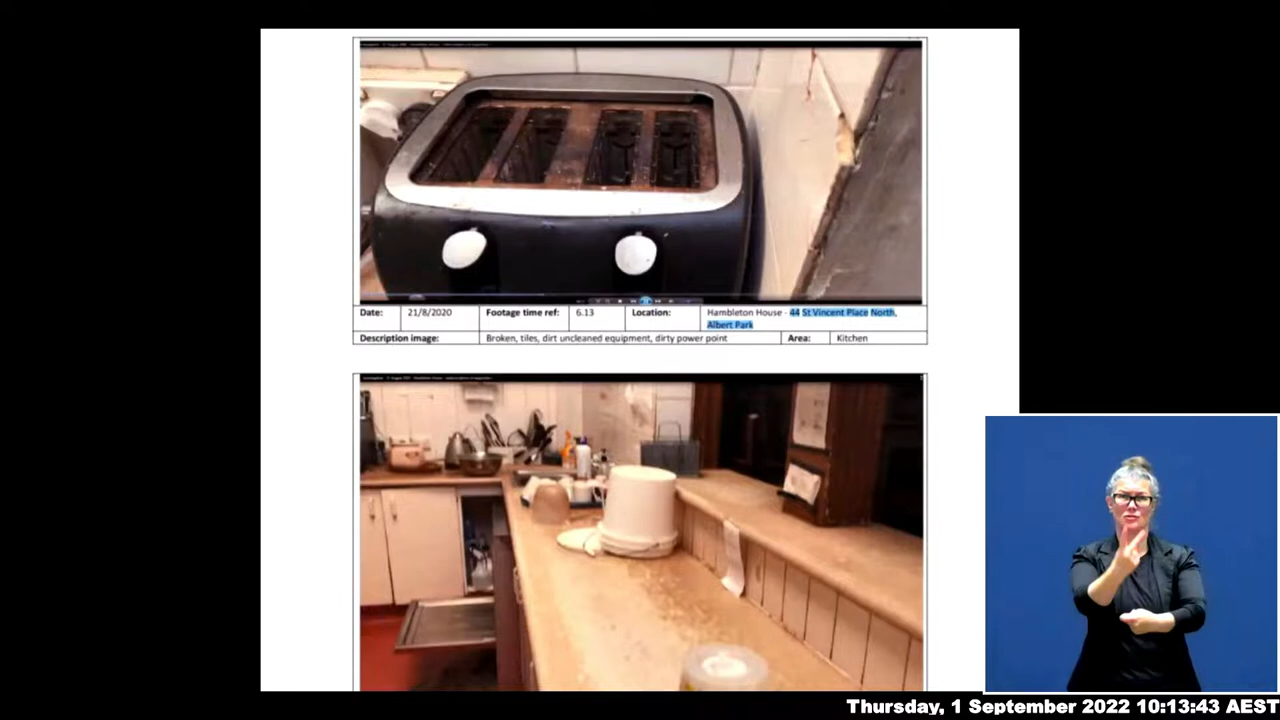 Date: 21/8/2020 Footage time ref: 6.13 Location: Hambleton House - 44 St Vincent Place North,
Albert Park
Description image: Broken, tiles, dirt uncleaned equipment, dirty power point Area: Kitchen
Thursday, 1 September 2022 10:13:43 AEST